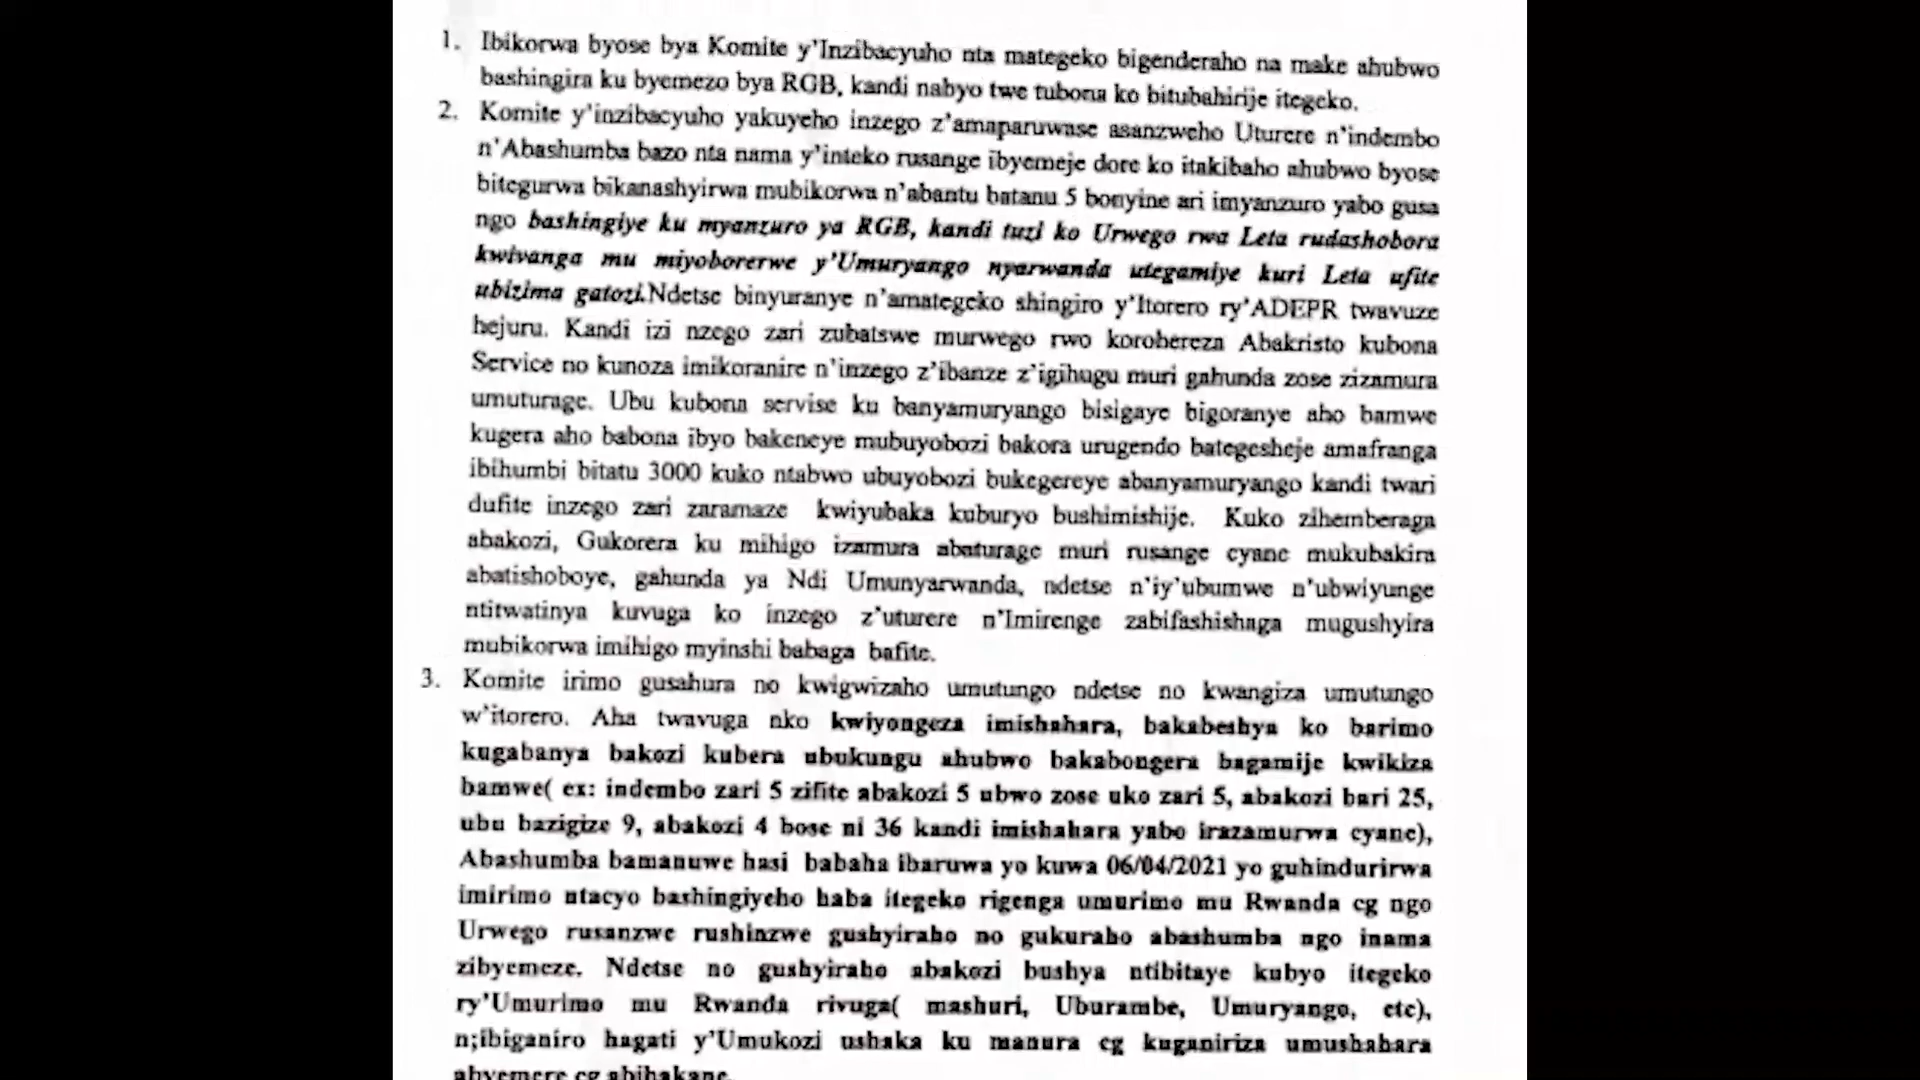 1. Ibikorwa byose bya Komite y'Inzibacyuho nta mategeko bigenderaho na make ahubwo
bashingira ku byemezo bya RGB, kandi nabyo twe tubona ko bitubahirije itegeko.
2. Komite y'inzibacyuho yakuyeho inzego z'amaparuwase asanzweho Uturere n'indembo
n'Abashumba bazo nta nama y'inteko rusange ibyemeje dore ko itakibaho ahubwo byose
bitegurwa bikanashyirwa mubikorwa n'abantu batanu 5 bonyine ari imyanzuro yabo gusa
ngo bashingiye ku myanzuro ya RGB, kandi tuzi ko Urwego rwa Leta rudashobora
kwivanga mu miyoborerwe y'Umuryango nyarwanda utegamiye kuri Leta ufite
ubizima gatozi.Ndetse binyuranye n'amategeko shingiro y'Itorero ry'ADEPR twavuze
hejuru. Kandi izi nzego zari zubatswe murwego rwo korohereza Abakristo kubona
Service no kunoza imikoranire n'inzego z'ibanze z'igihugu muri gahunda zose zizamura
umuturage. Ubu kubona servise ku banyamuryango bisigaye bigoranye aho bamwe
kugera aho babona ibyo bakeneye mubuyobozi bakora urugendo bategesheje amafranga
ibihumbi bitatu 3000 kuko ntabwo ubuyobozi bukegereye abanyamuryango kandi twari
dufite inzego zari zaramaze kwiyubaka kuburyo bushimishije. Kuko zihemberaga
abakozi, Gukorera ku mihigo izamura abaturage muri rusange cyane mukubakira
abatishoboye, gahunda ya Ndi Umunyarwanda, ndetse n'iy'ubumwe n'ubwiyunge
ntitwatinya kuvuga ko inzego z'uturere n'Imirenge zabifashishaga mugushyira
mubikorwa imihigo myinshi babaga bafite.
3. Komite irimo gusahura no kwigwizaho umutungo ndetse no kwangiza umutungo
w'itorero. Aha twavuga nko kwiyongeza imishahara, bakabeshya ko barimo
kugabanya bakozi kubera ubukungu ahubwo bakabongera bagamije kwikiza
bamwe( ex: indembo zari 5 zifite abakozi 5 ubwo zose uko zari 5, abakozi bari 25,
ubu bazigize 9, abakozi 4 bose ni 36 kandi imishahara yabo irazamurwa cyane),
Abashumba bamanuwe hasi babaha ibaruwa yo kuwa 06/04/2021 yo guhindurirwa
imirimo ntacyo bashingiyeho haba itegeko rigenga umurimo mu Rwanda cg ngo
Urwego rusanzwe rushinzwe gushyiraho no gukuraho abashumba ngo inama
zibyemeze. Ndetse no gushyiraho abakozi bushya ntibitaye kubyo itegeko
ry'Umurimo mu Rwanda rivuga( mashuri, Uburambe, Umuryango, etc),
n;ibiganiro hagati y'Umukozi ushaka ku manura cg kuganiriza umushahara
abyemere cg abihakane.